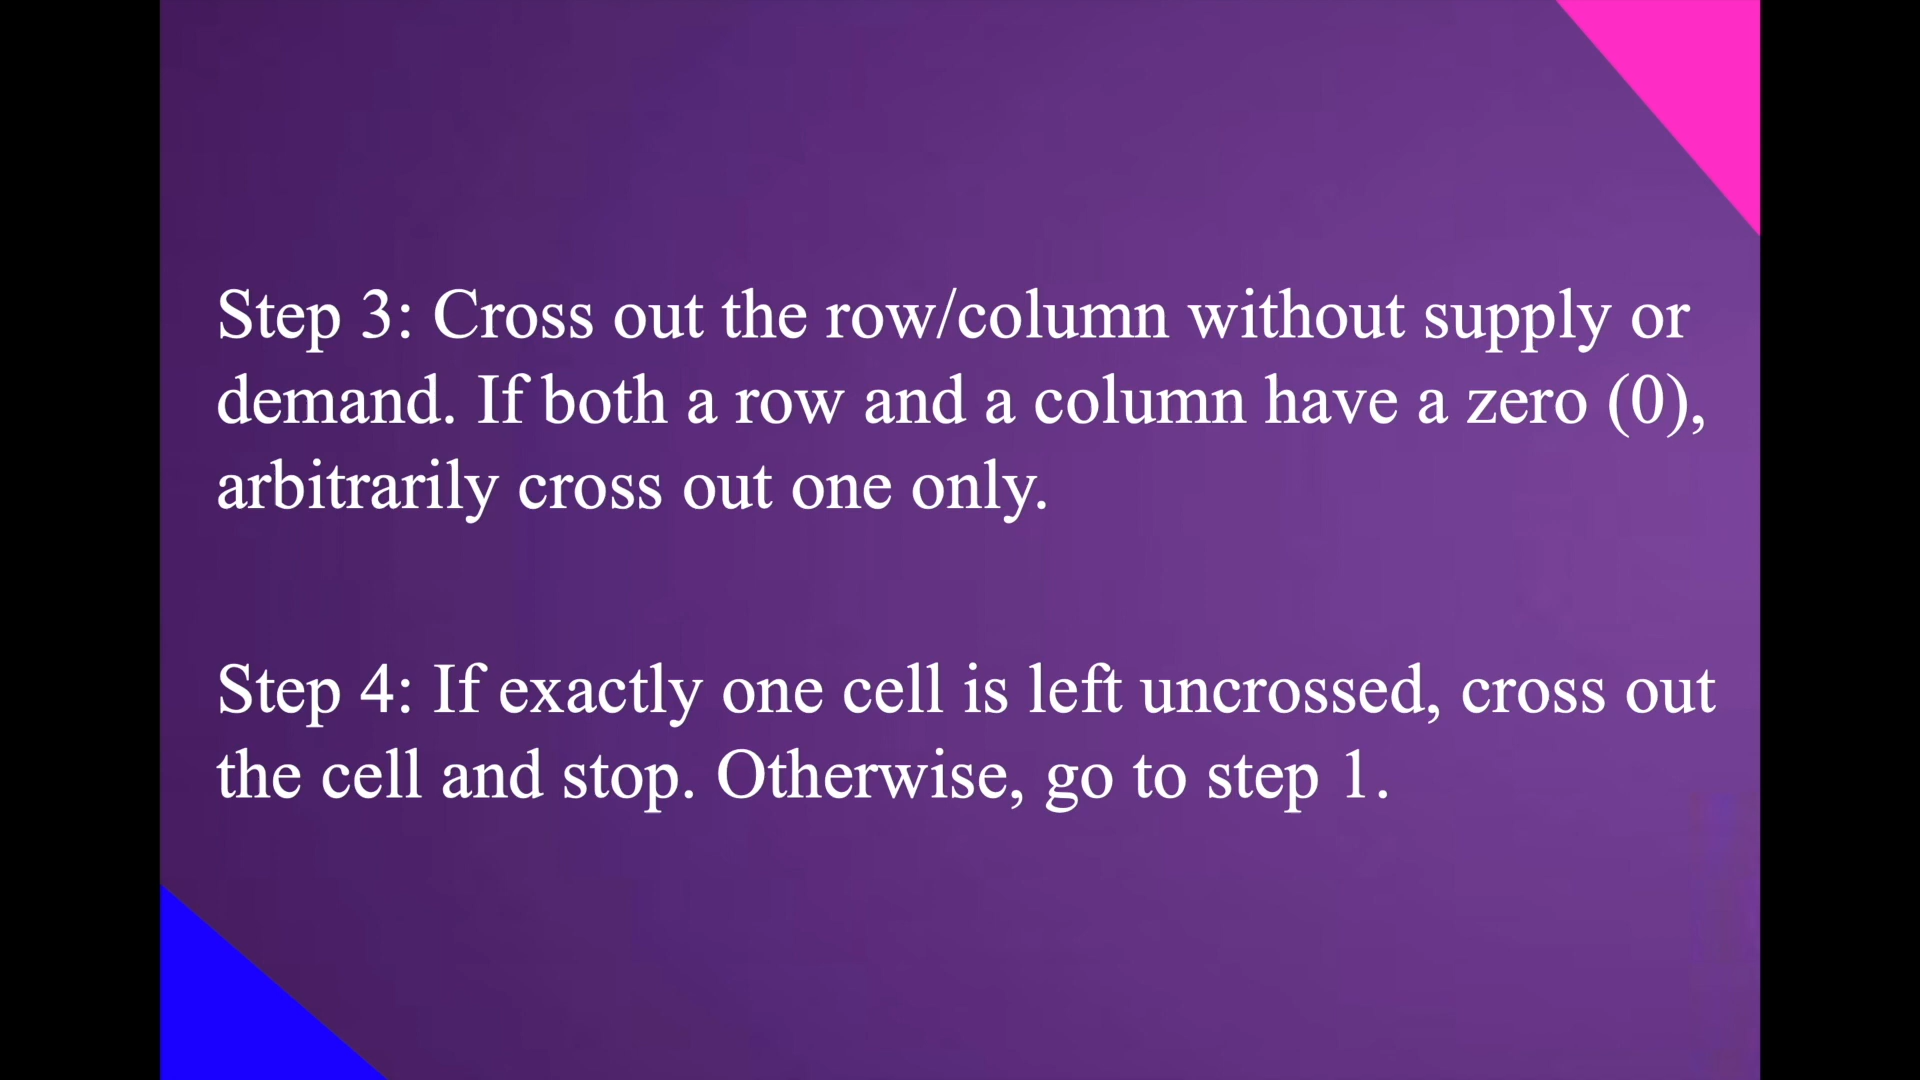 Step 3: Cross out the row/column without supply or
demand. If both a row and a column have a zero (0),
arbitrarily cross out one only.
Step 4: If exactly one cell is left uncrossed, cross out
the cell and stop. Otherwise, go to step 1.